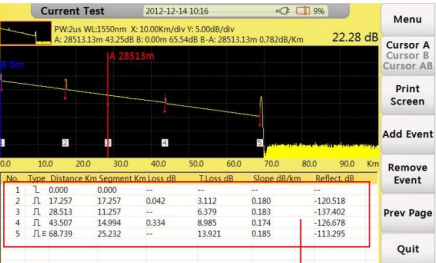 Current Test 2012-12-14 10:16 9%
PW:2us WL:1550nm X: 10.00Km/div Y: 5.00dB/div
A: 28513.13m 43.25dB B: 0.00m 65.54dB B-A: 28513.13m 0.782dB/Km
22.28 dB
A 28513m
B 0m
1 2 3 4 5
0.0 10.0 20.0 30.0 40.0 50.0 60.0 70.0 80.0 90.0 Km
No. Type Distance Km Segment Km Loss dB T.Loss dB Slope dB/km Reflect. dB
1 0.000 0.000 -- -- -- --
2 17.257 17.257 0.042 3.112 0.180 -120.518
3 28.513 11.257 -- 6.379 0.183 -137.402
4 43.507 14.994 0.334 8.985 0.174 -126.678
5 E 68.739 25.232 -- 13.921 0.185 -113.295
Menu
Cursor A
Cursor B
Cursor AB
Print
Screen
Add Event
Remove
Event
Prev Page
Quit